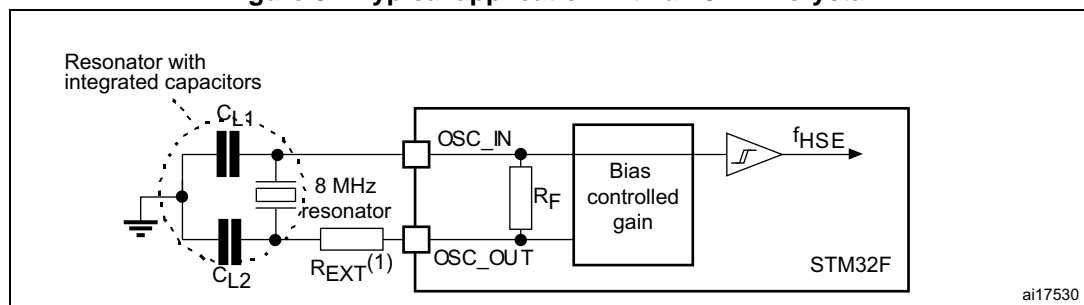 Resonator with
integrated capacitors
CL1
OSC_IN
fHSE
8 MHz
resonator
RF
Bias
controlled
gain
REXT(1)
OSC_OUT
CL2
STM32F
ai17530